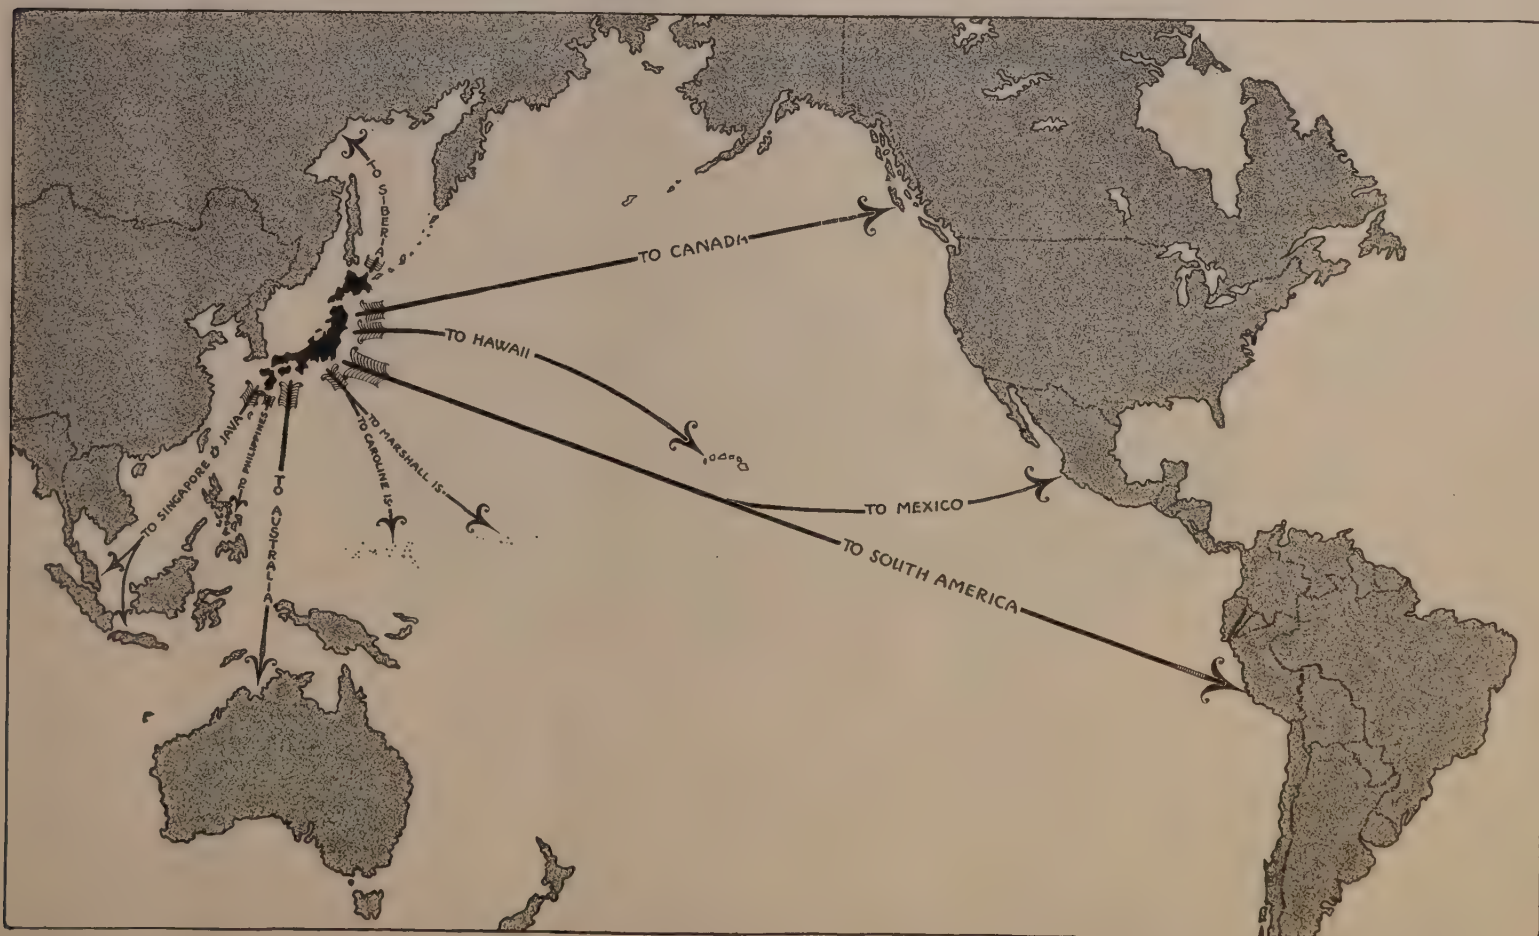 TO SIBERIA
TO CANADA
TO HAWAII
TO SINGAPORE & JAVA
TO PHILIPPINES
TO AUSTRALIA
TO CAROLINE IS.
TO MARSHALL IS.
TO MEXICO
TO SOUTH AMERICA